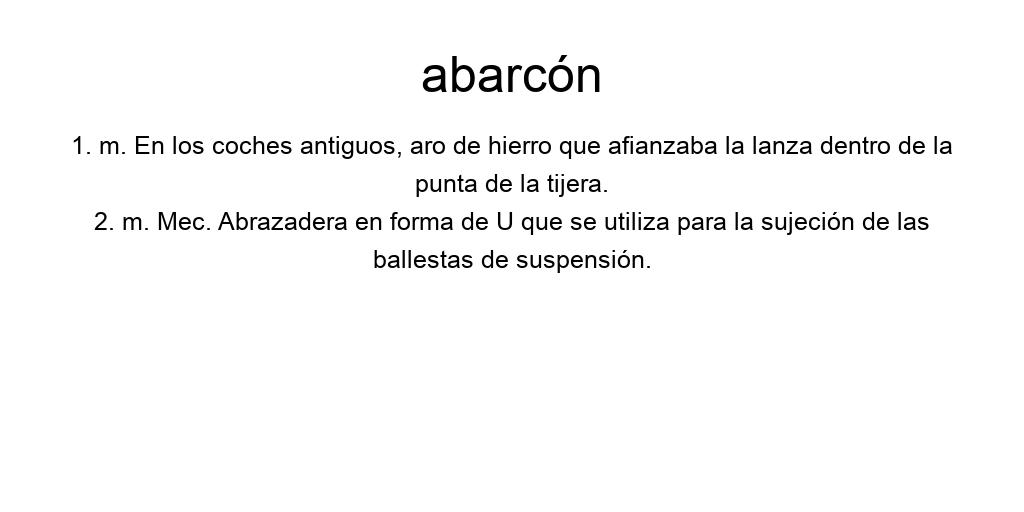 abarcón
1. m. En los coches antiguos, aro de hierro que afianzaba la lanza dentro de la
punta de la tijera.
2. m. Mec. Abrazadera en forma de U que se utiliza para la sujeción de las
ballestas de suspensión.